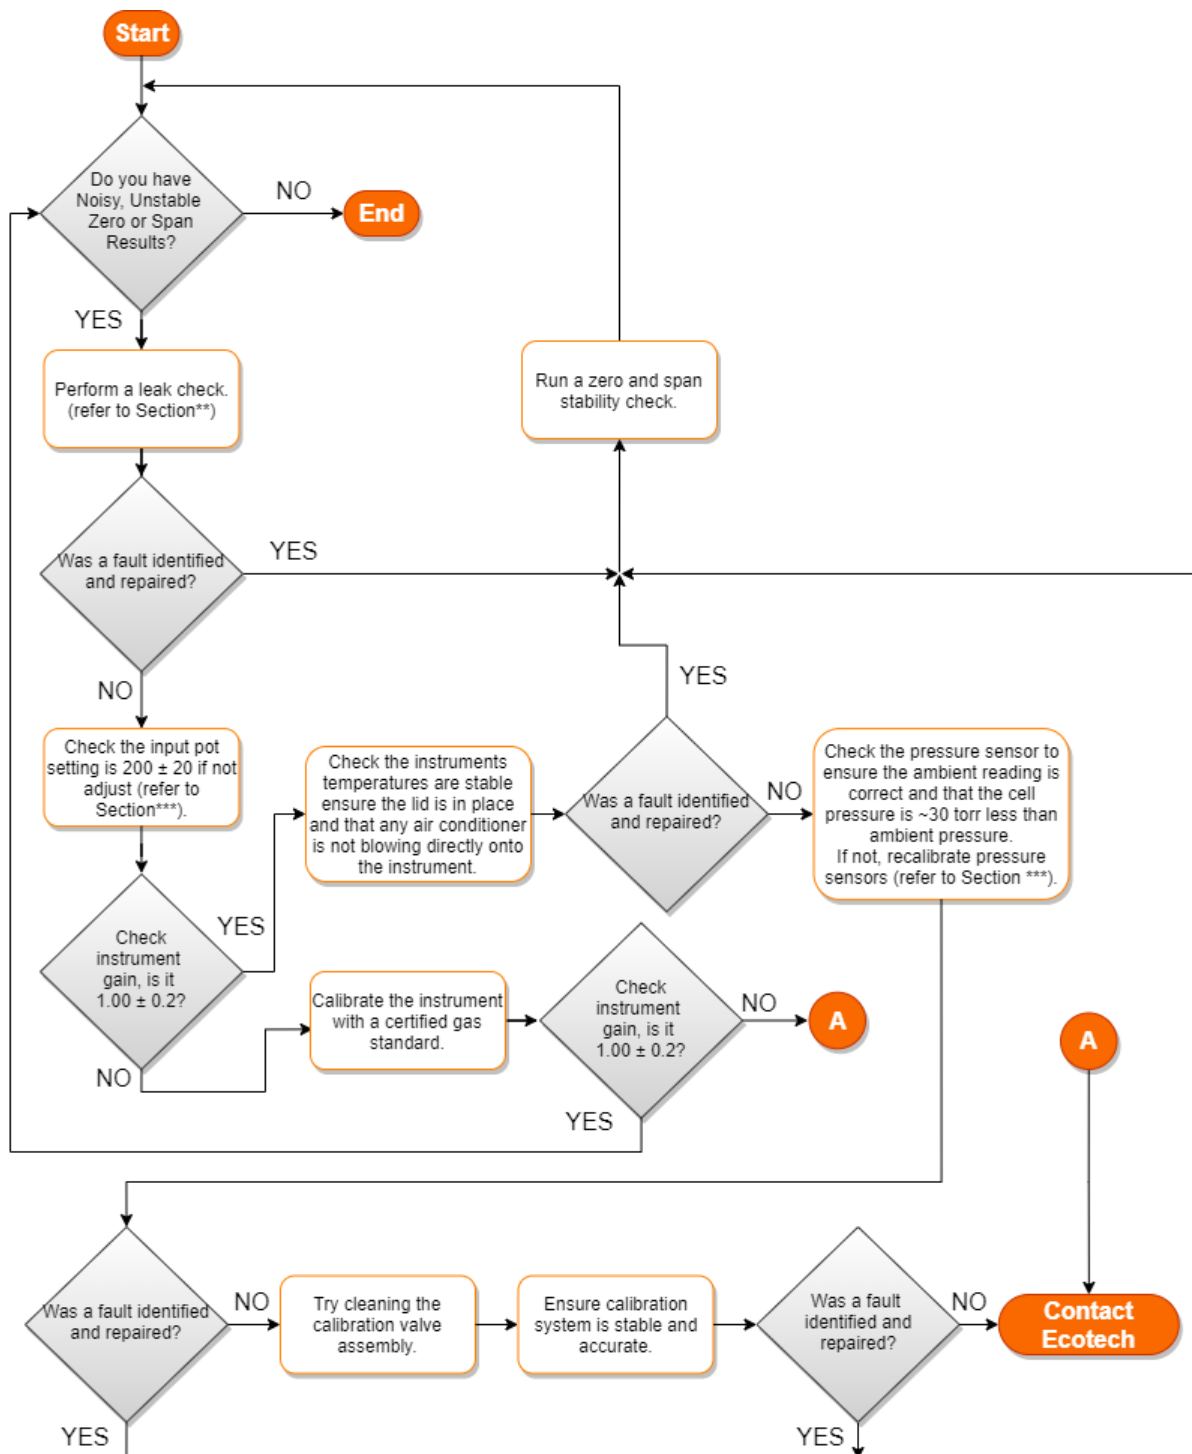 Start
Do you have
Noisy, Unstable
Zero or Span
Results?
NO
End
YES
Perform a leak check.
(refer to Section**)
Run a zero and span
stability check.
Was a fault identified
and repaired?
YES
NO
Check the input pot
setting is 200 ± 20 if not
adjust (refer to
Section***).
Check the instruments
temperatures are stable
ensure the lid is in place
and that any air conditioner
is not blowing directly onto
the instrument.
Was a fault identified
and repaired?
YES
NO
Check the pressure sensor to
ensure the ambient reading is
correct and that the cell
pressure is ~30 torr less than
ambient pressure.
If not, recalibrate pressure
sensors (refer to Section ***).
Check
instrument
gain, is it
1.00 ± 0.2?
YES
NO
Calibrate the instrument
with a certified gas
standard.
Check
instrument
gain, is it
1.00 ± 0.2?
NO
A
YES
A
Was a fault identified
and repaired?
NO
Try cleaning the
calibration valve
assembly.
Ensure calibration
system is stable and
accurate.
Was a fault
identified and
repaired?
NO
Contact
Ecotech
YES
YES